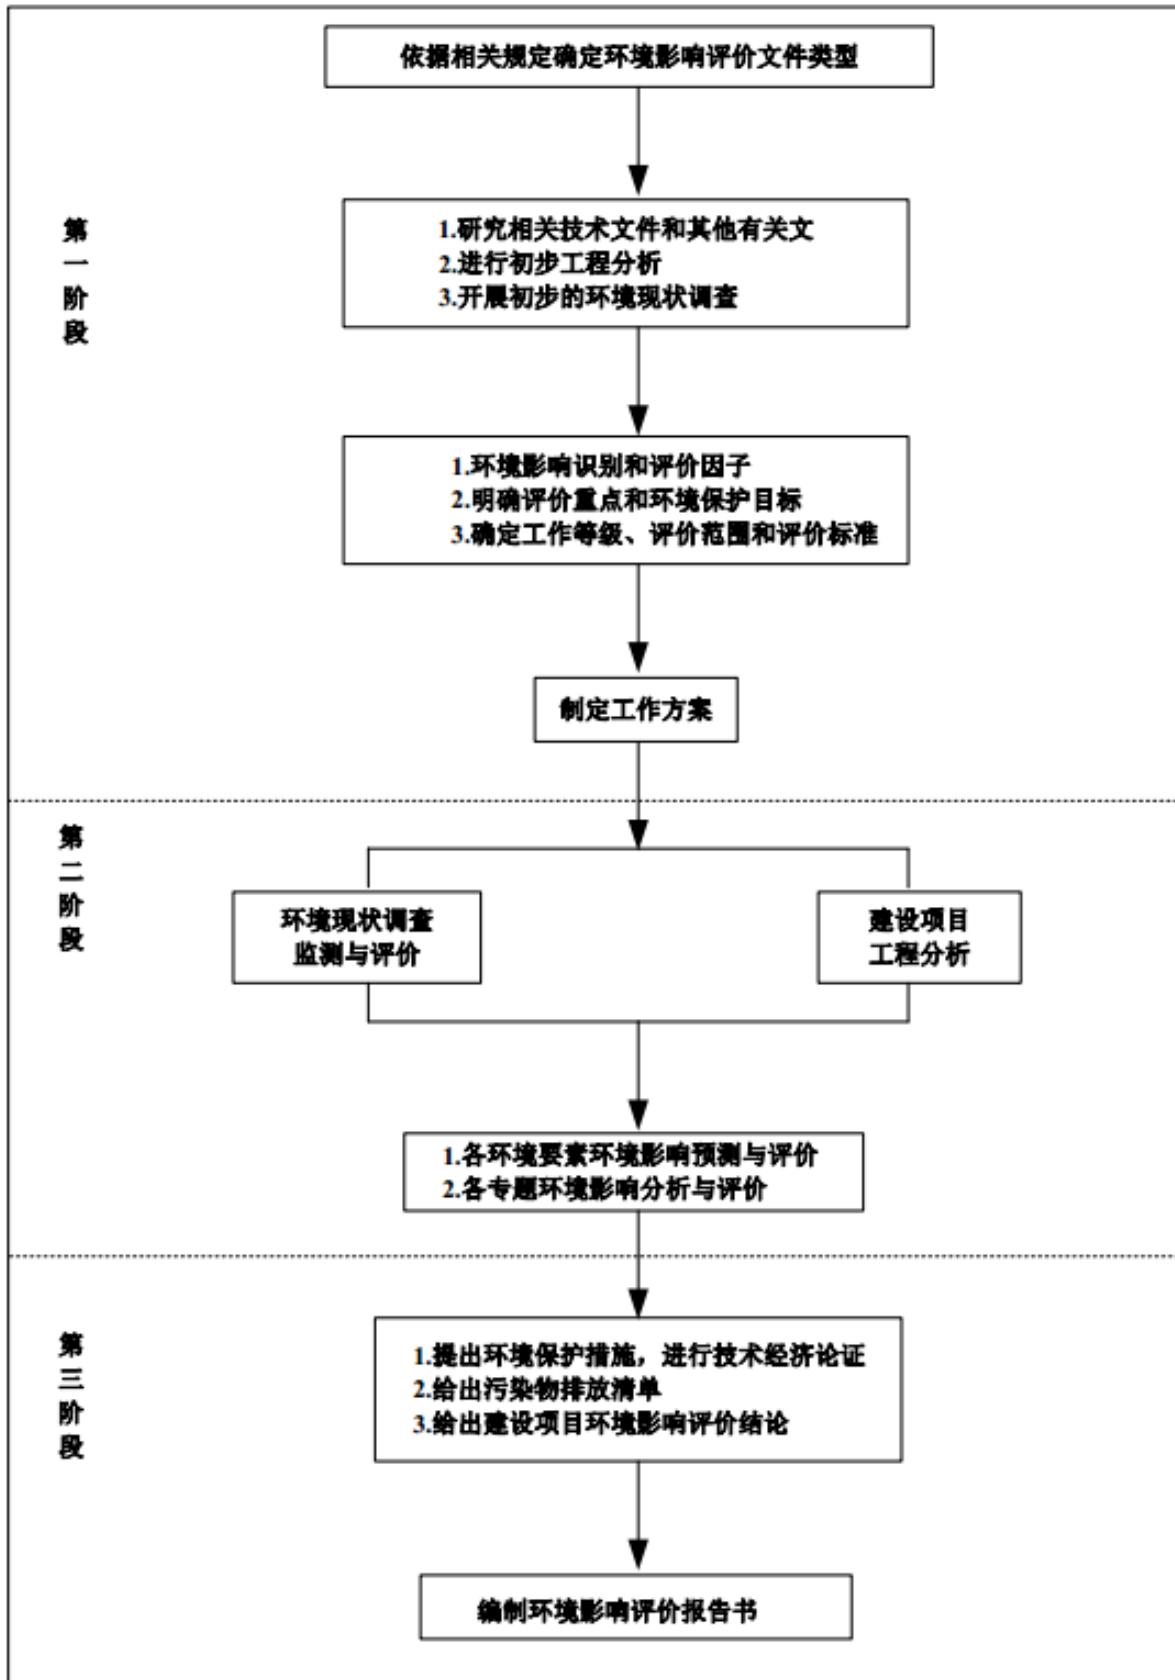 依据相关规定确定环境影响评价文件类型
第一阶段
1.研究相关技术文件和其他有关文
2.进行初步工程分析
3.开展初步的环境现状调查
1.环境影响识别和评价因子
2.明确评价重点和环境保护目标
3.确定工作等级、评价范围和评价标准
制定工作方案
第二阶段
环境现状调查
监测与评价
建设项目
工程分析
1.各环境要素环境影响预测与评价
2.各专题环境影响分析与评价
第三阶段
1.提出环境保护措施，进行技术经济论证
2.给出污染物排放清单
3.给出建设项目环境影响评价结论
编制环境影响评价报告书